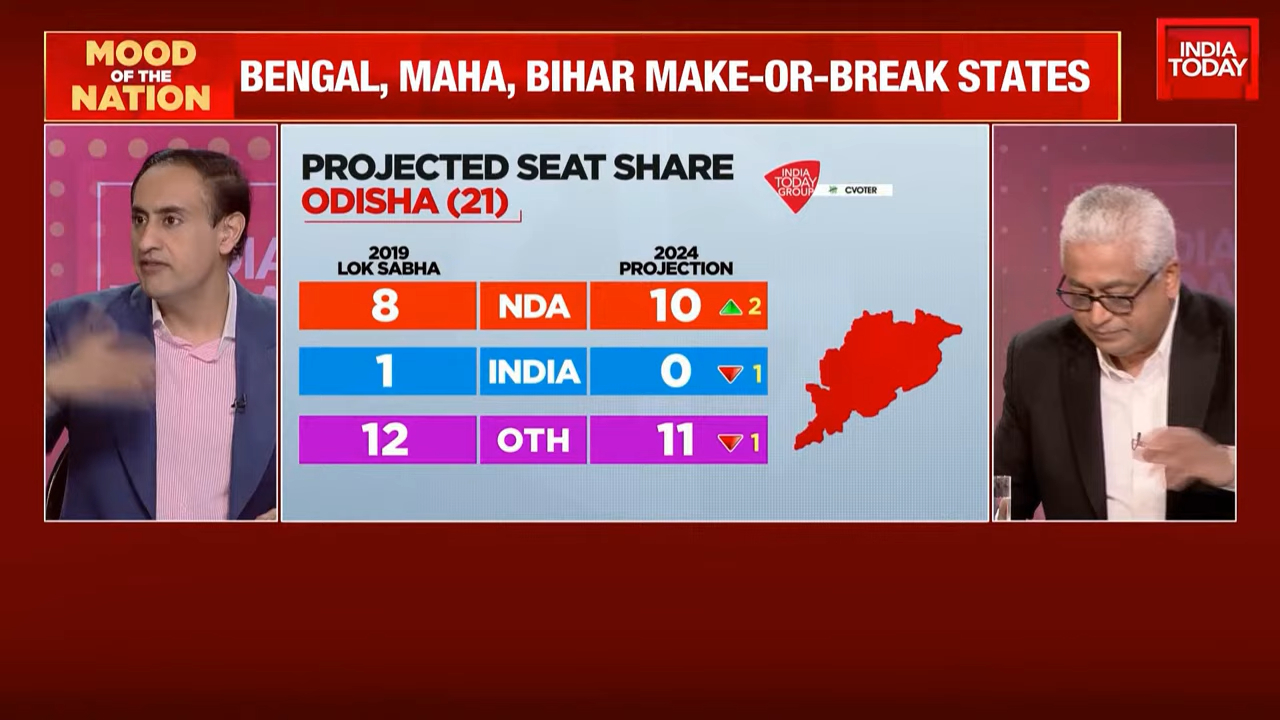 MOOD
OF THE
NATION
BENGAL, MAHA, BIHAR MAKE-OR-BREAK STATES
INDIA
TODAY
PROJECTED SEAT SHARE
ODISHA (21)
INDIA
TODAY
GROUP
CVOTER
2019
LOK SABHA
2024
PROJECTION
8 NDA 10 2
1 INDIA 0 1
12 OTH 11 1